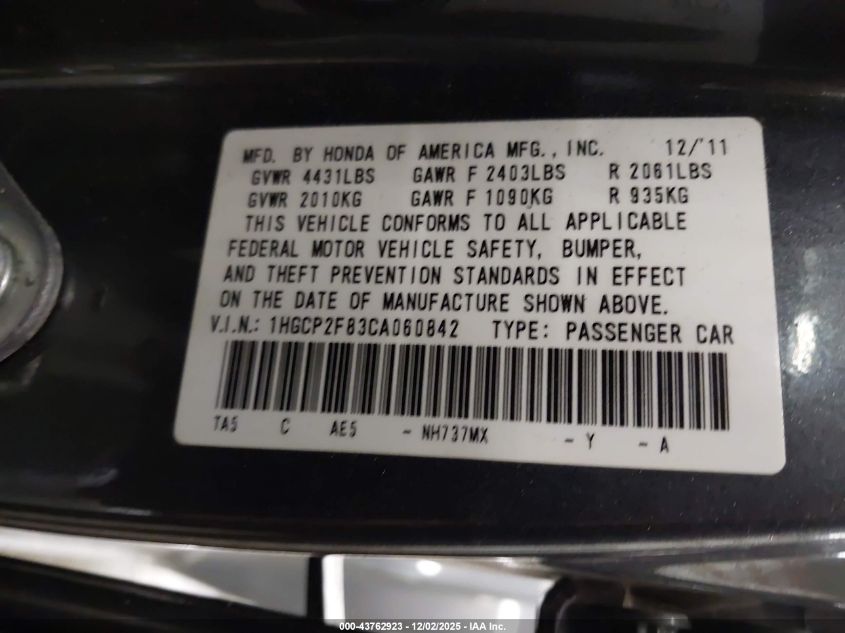 MFD. BY HONDA OF AMERICA MFG., INC. 12/'11
GVWR 4431LBS GAWR F 2403LBS R 2061LBS
GVWR 2010KG GAWR F 1090KG R 935KG
THIS VEHICLE CONFORMS TO ALL APPLICABLE
FEDERAL MOTOR VEHICLE SAFETY, BUMPER,
AND THEFT PREVENTION STANDARDS IN EFFECT
ON THE DATE OF MANUFACTURE SHOWN ABOVE.
V.I.N.: 1HGCP2F83CA060842 TYPE: PASSENGER CAR
TA5 C AE5 - NH737MX - Y - A
000-43762923 - 12/02/2025 - IAA Inc.